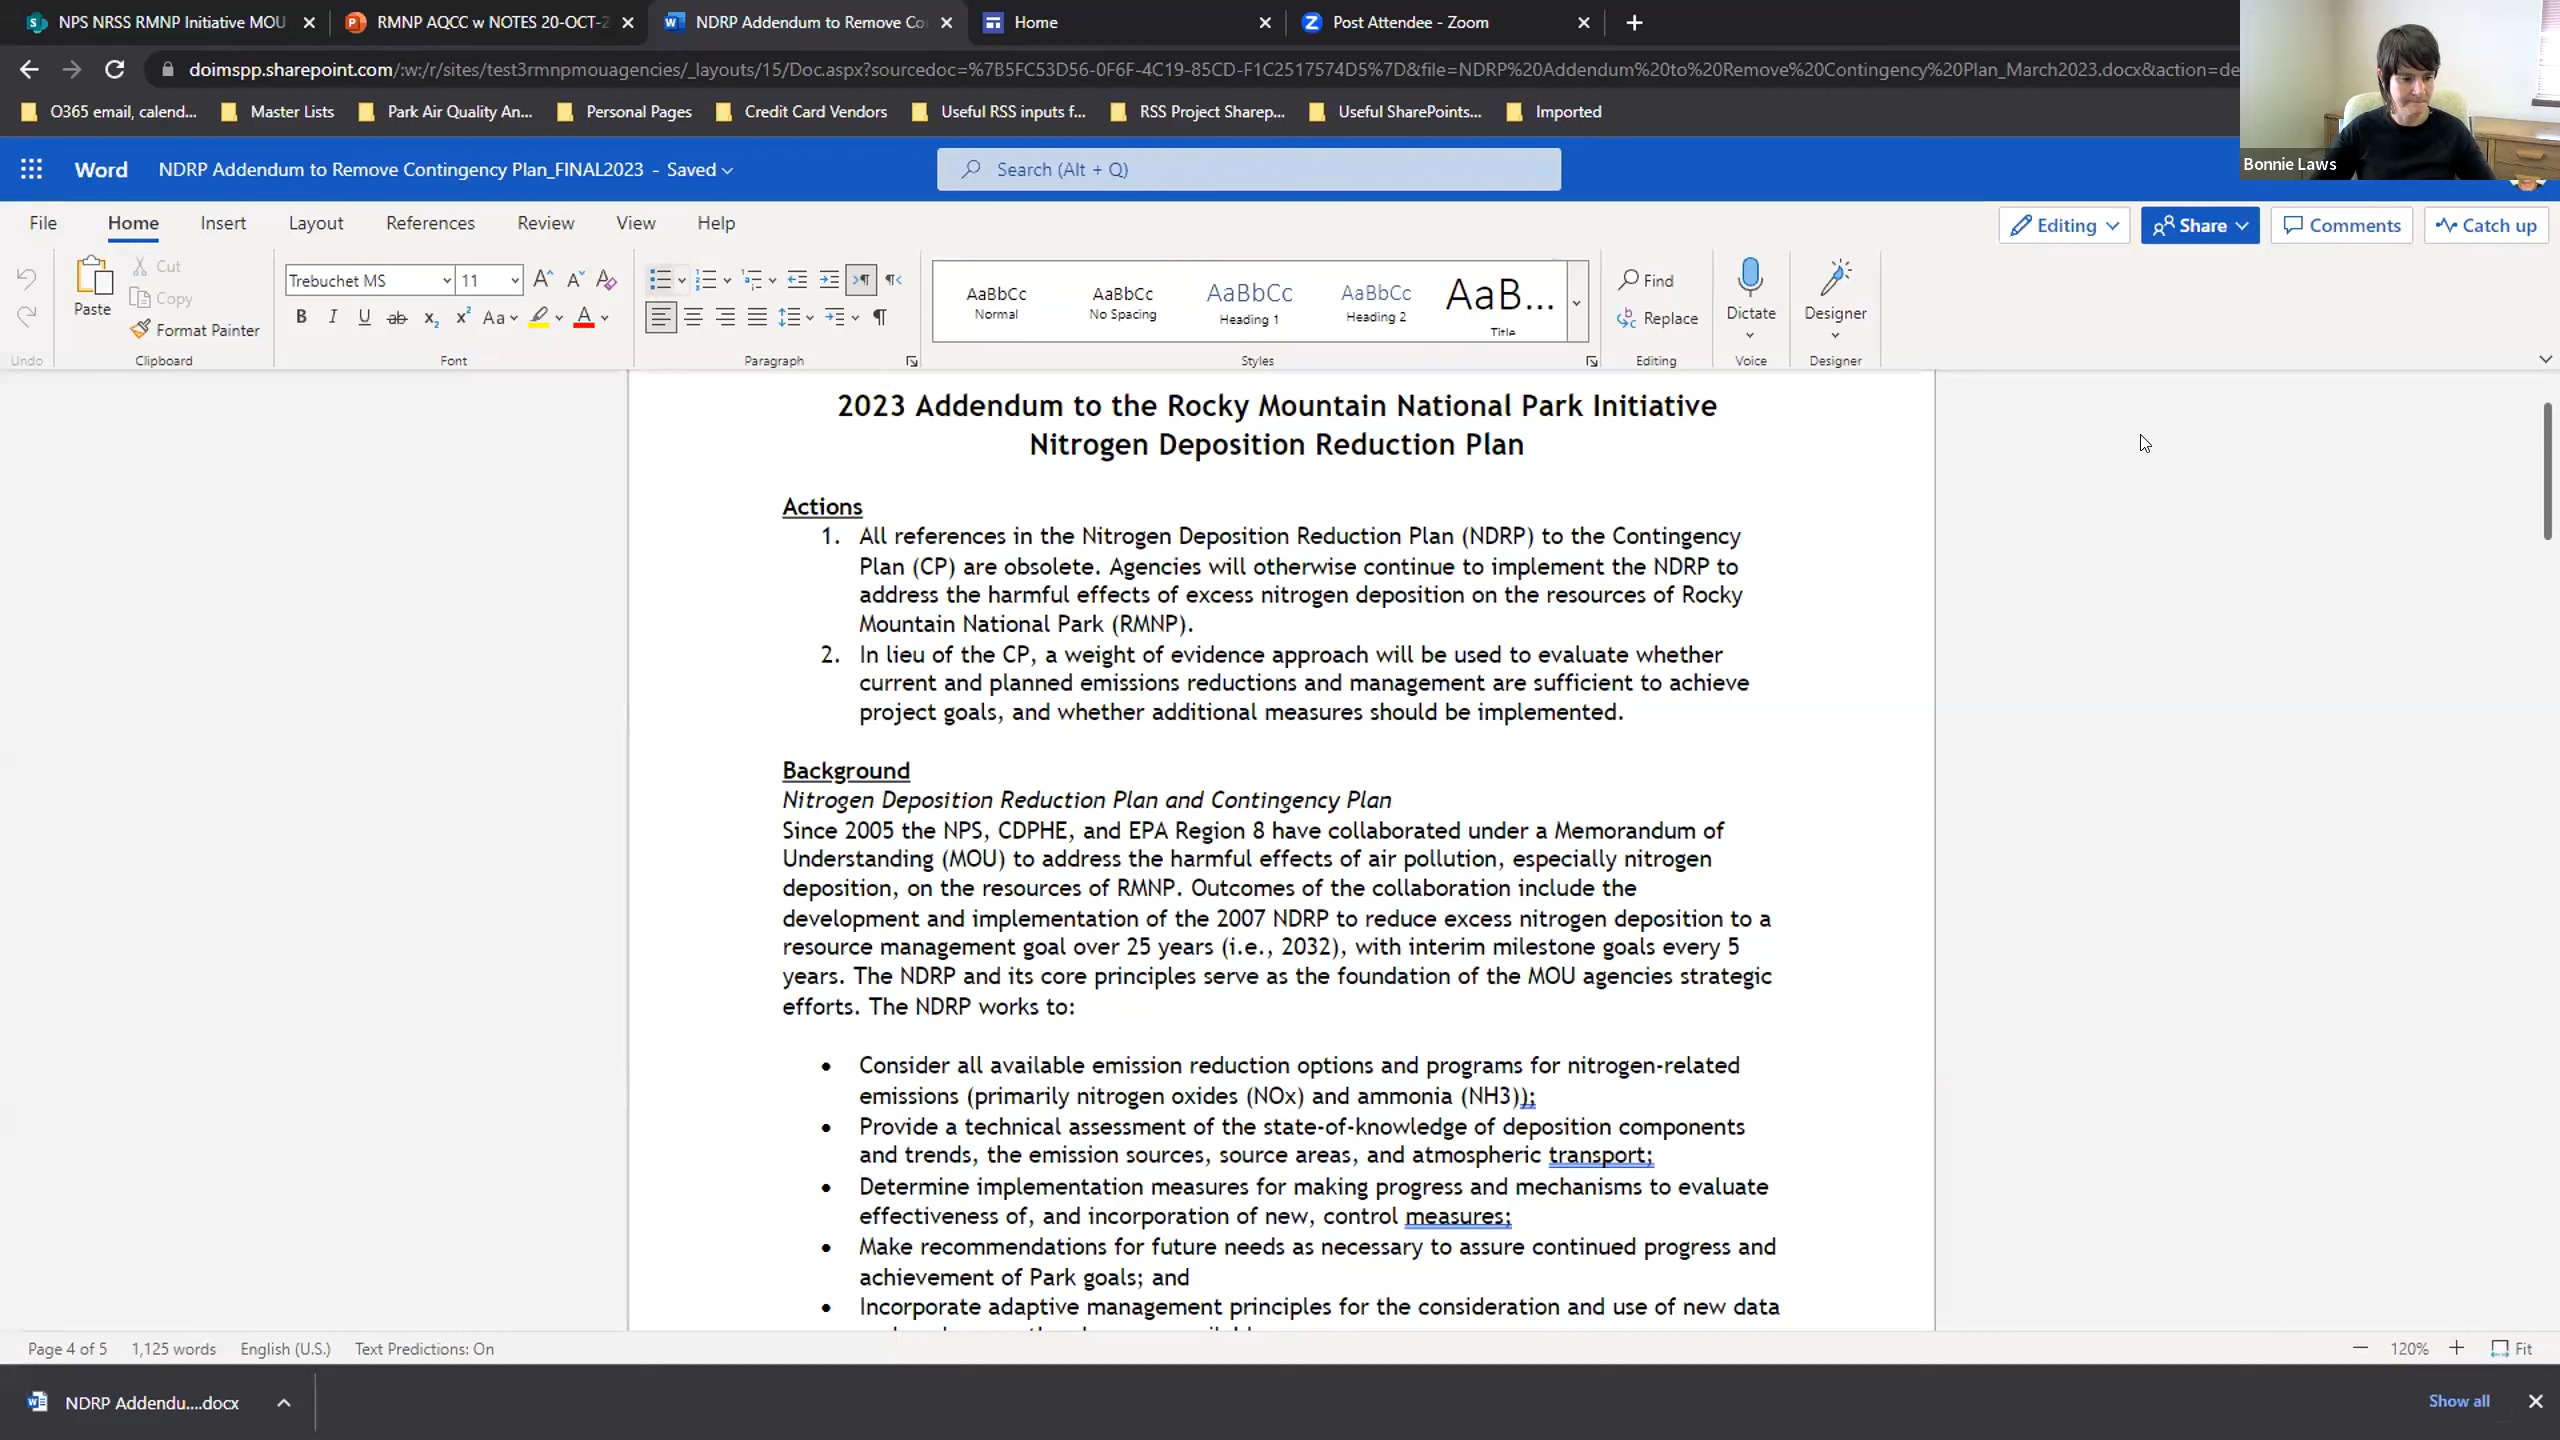 NPS NRSS RMNP Initiative MOU
RMNP AQCC w NOTES 20-OCT-2
NDRP Addendum to Remove Co
Home
Post Attendee - Zoom
doimspp.sharepoint.com/:w:/r/sites/test3rmnpmouagencies/_layouts/15/Doc.aspx?sourcedoc=%7B5FC53D56-0F6F-4C19-85CD-F1C2517574D5%7D&file=NDRP%20Addendum%20to%20Remove%20Contingency%20Plan_March2023.docx&action=de
O365 email, calend...
Master Lists
Park Air Quality An...
Personal Pages
Credit Card Vendors
Useful RSS inputs f...
RSS Project Sharep...
Useful SharePoints...
Imported
Bonnie Laws
Word
NDRP Addendum to Remove Contingency Plan_FINAL2023 - Saved
Search (Alt + Q)
File
Home
Insert
Layout
References
Review
View
Help
Editing
Share
Comments
Catch up
Undo
Paste
Cut
Copy
Format Painter
Clipboard
Trebuchet MS
11
Font
Paragraph
AaBbCc
Normal
AaBbCc
No Spacing
AaBbCc
Heading 1
AaBbCc
Heading 2
AaB...
Title
Styles
Find
Replace
Editing
Dictate
Voice
Designer
Designer
2023 Addendum to the Rocky Mountain National Park Initiative
Nitrogen Deposition Reduction Plan
Actions
1. All references in the Nitrogen Deposition Reduction Plan (NDRP) to the Contingency
Plan (CP) are obsolete. Agencies will otherwise continue to implement the NDRP to
address the harmful effects of excess nitrogen deposition on the resources of Rocky
Mountain National Park (RMNP).
2. In lieu of the CP, a weight of evidence approach will be used to evaluate whether
current and planned emissions reductions and management are sufficient to achieve
project goals, and whether additional measures should be implemented.
Background
Nitrogen Deposition Reduction Plan and Contingency Plan
Since 2005 the NPS, CDPHE, and EPA Region 8 have collaborated under a Memorandum of
Understanding (MOU) to address the harmful effects of air pollution, especially nitrogen
deposition, on the resources of RMNP. Outcomes of the collaboration include the
development and implementation of the 2007 NDRP to reduce excess nitrogen deposition to a
resource management goal over 25 years (i.e., 2032), with interim milestone goals every 5
years. The NDRP and its core principles serve as the foundation of the MOU agencies strategic
efforts. The NDRP works to:
• Consider all available emission reduction options and programs for nitrogen-related
emissions (primarily nitrogen oxides (NOx) and ammonia (NH3));
• Provide a technical assessment of the state-of-knowledge of deposition components
and trends, the emission sources, source areas, and atmospheric transport;
• Determine implementation measures for making progress and mechanisms to evaluate
effectiveness of, and incorporation of new, control measures;
• Make recommendations for future needs as necessary to assure continued progress and
achievement of Park goals; and
• Incorporate adaptive management principles for the consideration and use of new data
Page 4 of 5
1,125 words
English (U.S.)
Text Predictions: On
120%
Fit
NDRP Addendu....docx
Show all